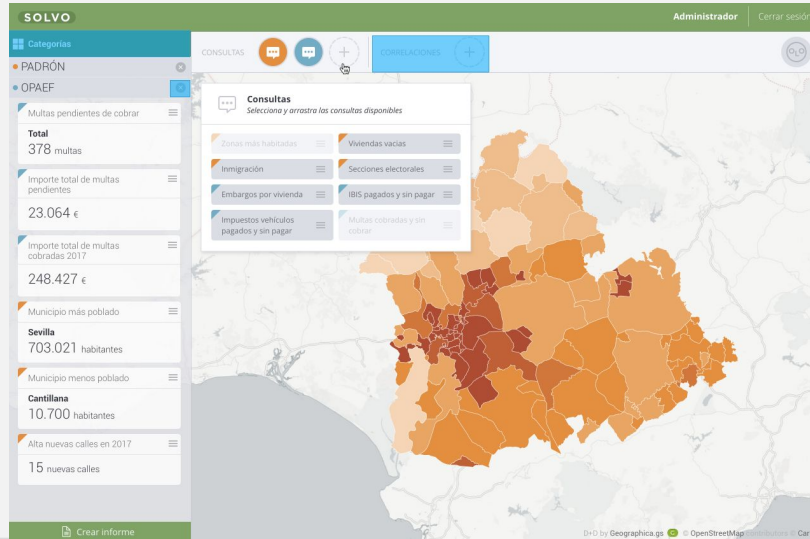 SOLVO
Administrador
Cerrar sesión
Categorías
CONSULTAS
CORRELACIONES
PADRÓN
OPAEF
Multas pendientes de cobrar
Total
378 multas
Importe total de multas
pendientes
23.064 €
Importe total de multas
cobradas 2017
248.427 €
Municipio más poblado
Sevilla
703.021 habitantes
Municipio menos poblado
Cantillana
10.700 habitantes
Alta nuevas calles en 2017
15 nuevas calles
Crear informe
Consultas
Selecciona y arrastra las consultas disponibles
Zonas más habitadas
Viviendas vacias
Inmigración
Secciones electorales
Embargos por vivienda
IBIS pagados y sin pagar
Impuestos vehículos
pagados y sin pagar
Multas cobradas y sin
cobrar
D+D by Geographica.gs © OpenStreetMap contributors ©